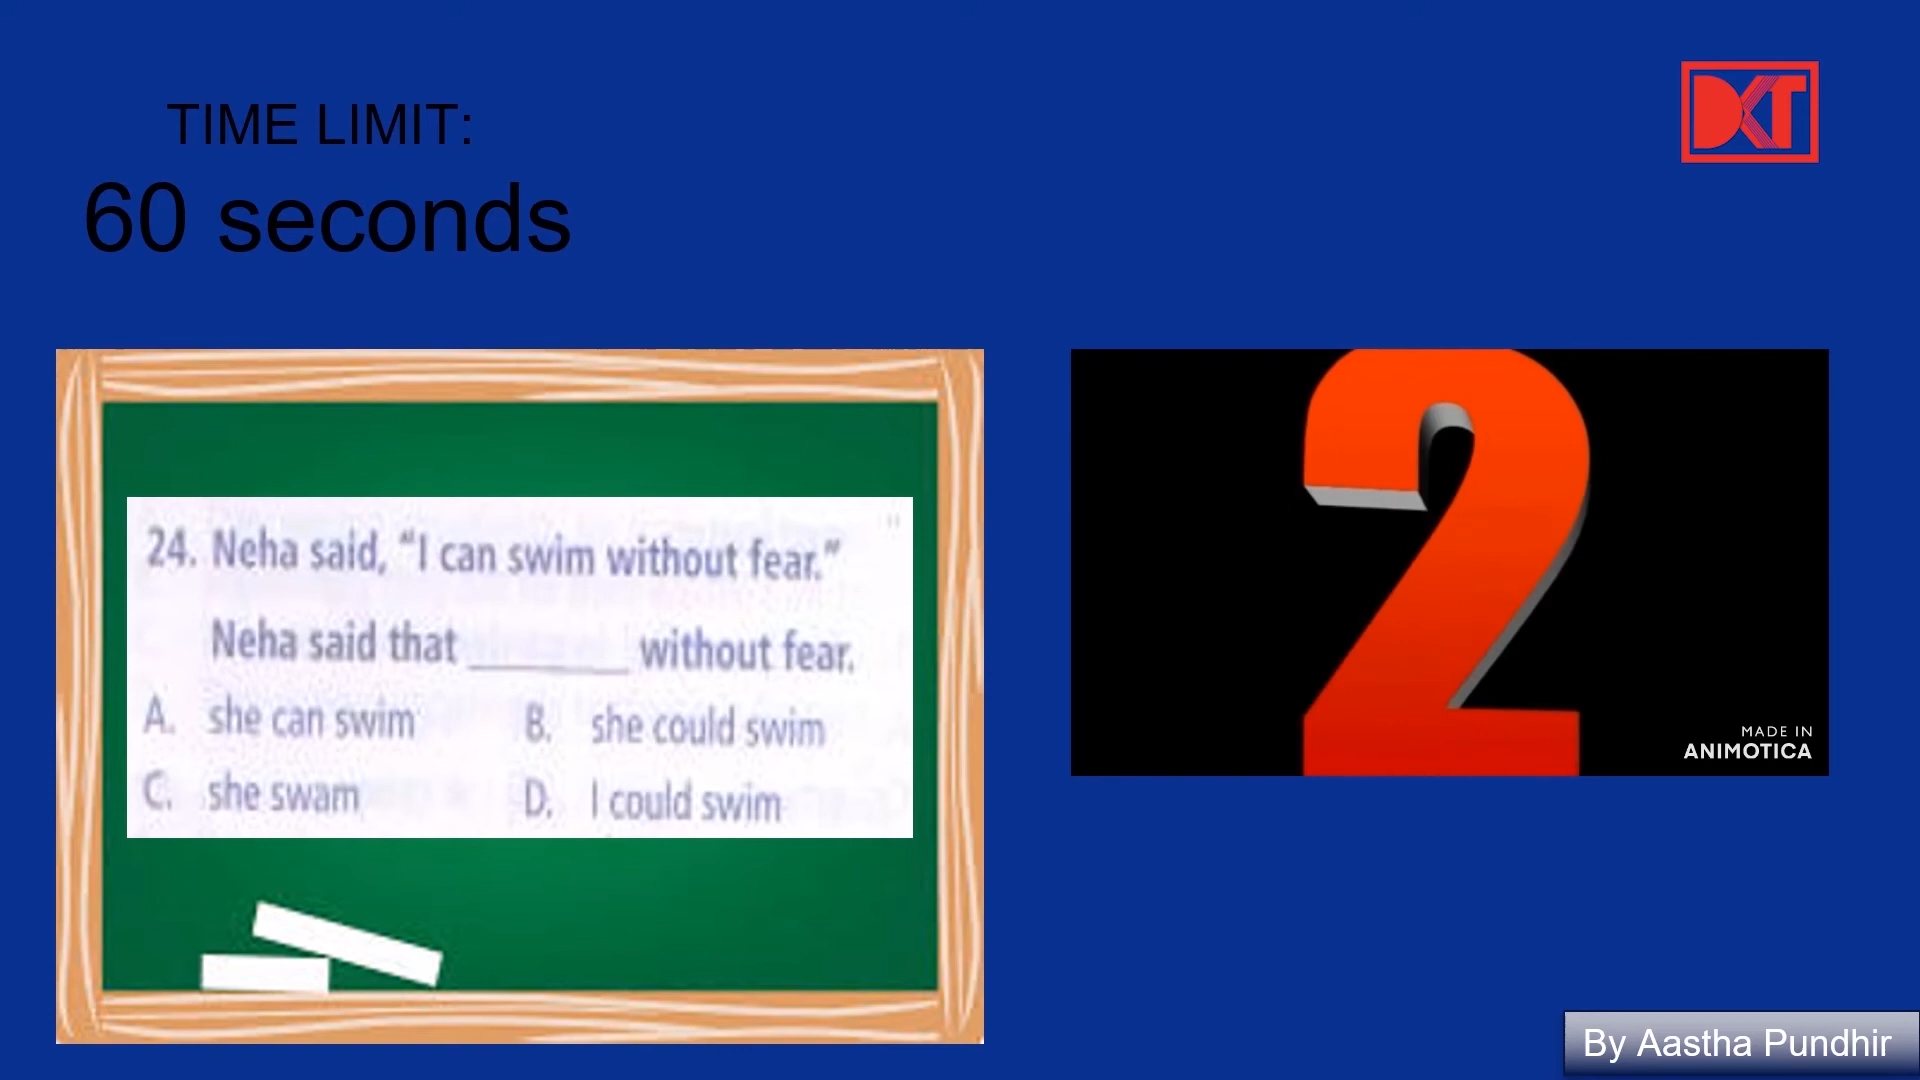 TIME LIMIT:
60 seconds
DKT
24. Neha said, “I can swim without fear.”
Neha said that ________ without fear.
A. she can swim B. she could swim
C. she swam D. I could swim
2
MADE IN
ANIMOTICA
By Aastha Pundhir